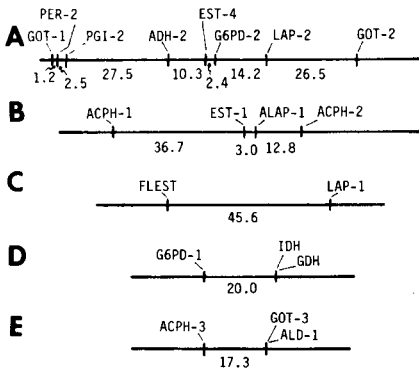 PER-2
EST-4
A GOT-1 PGI-2 ADH-2 G6PD-2 LAP-2 GOT-2
1.2 2.5 27.5 10.3 2.4 14.2 26.5
B ACPH-1 EST-1 ALAP-1 ACPH-2
36.7 3.0 12.8
C FLEST LAP-1
45.6
D G6PD-1 IDH
GDH
20.0
E ACPH-3 GOT-3
ALD-1
17.3